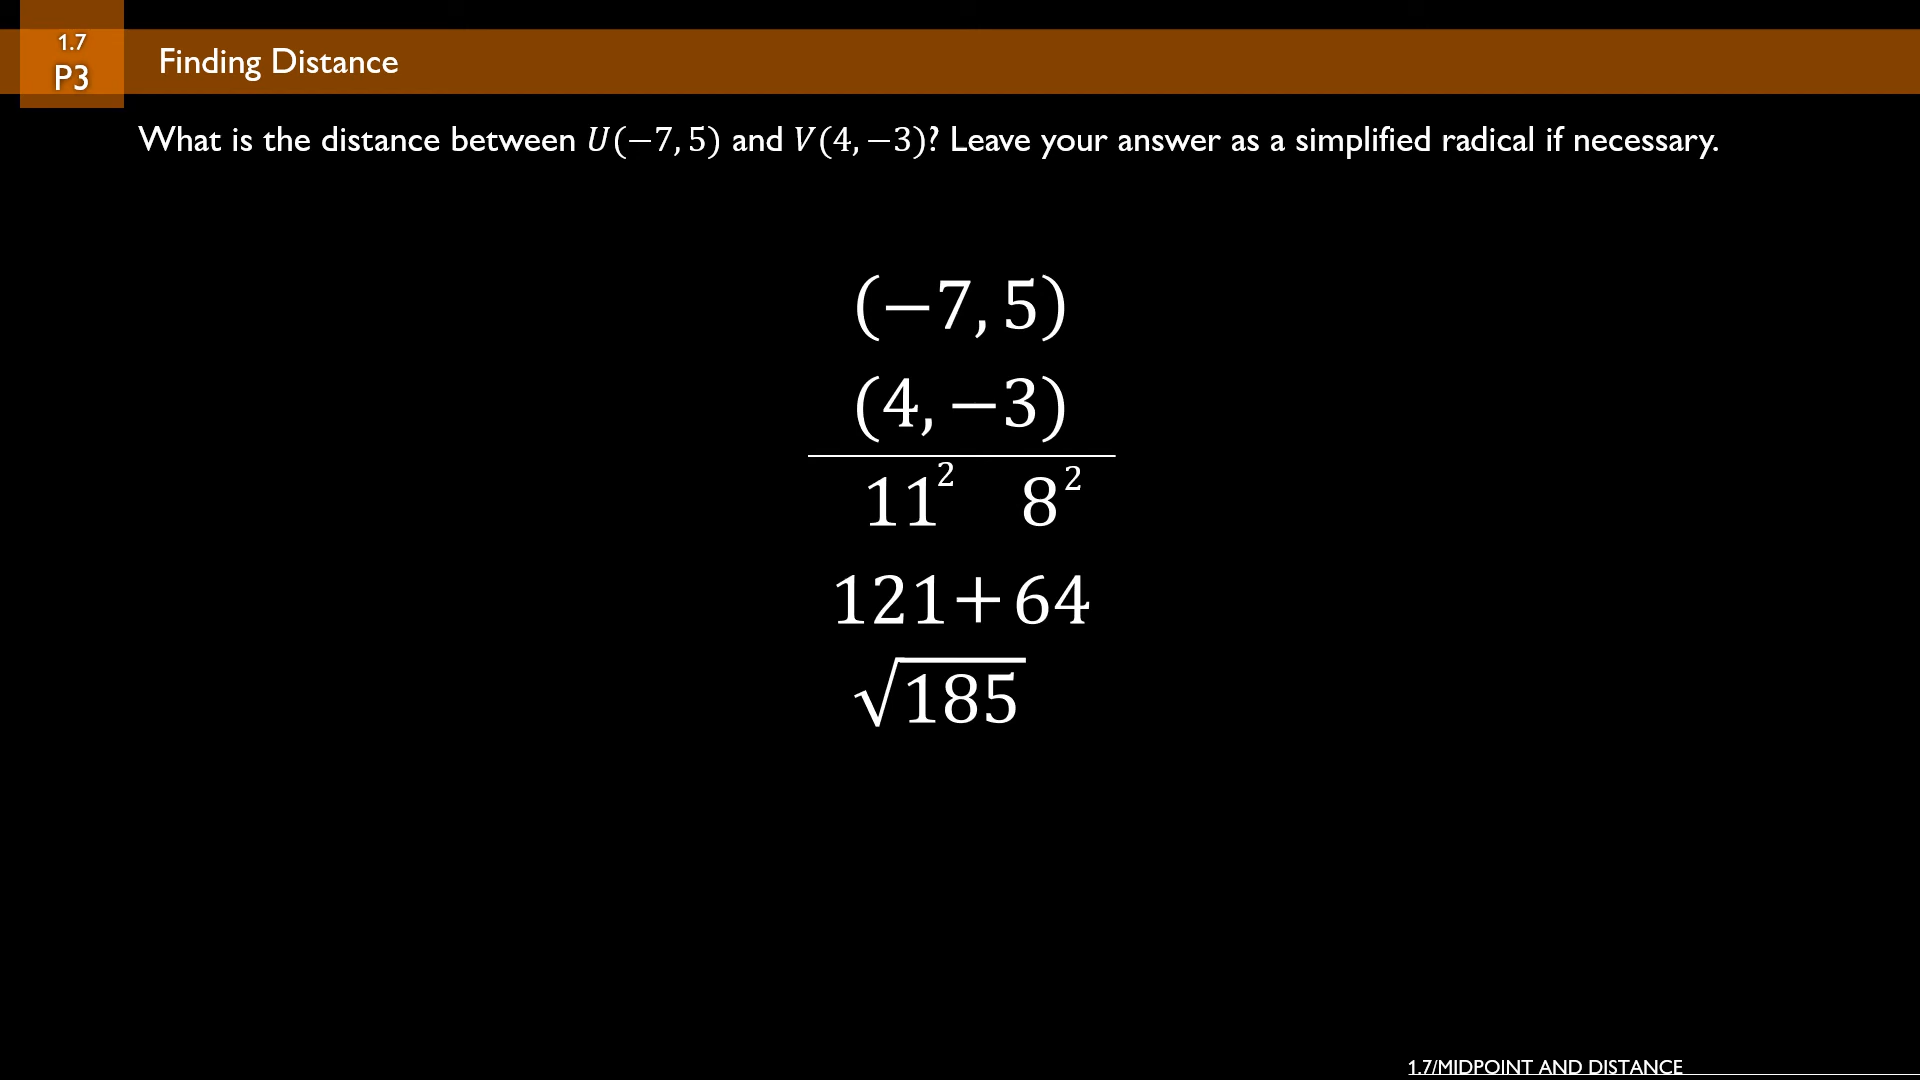 1.7
P3
Finding Distance
What is the distance between U(−7, 5) and V(4, −3)? Leave your answer as a simplified radical if necessary.
(−7, 5)
(4, −3)
11² 8²
121+64
√185
1.7/MIDPOINT AND DISTANCE